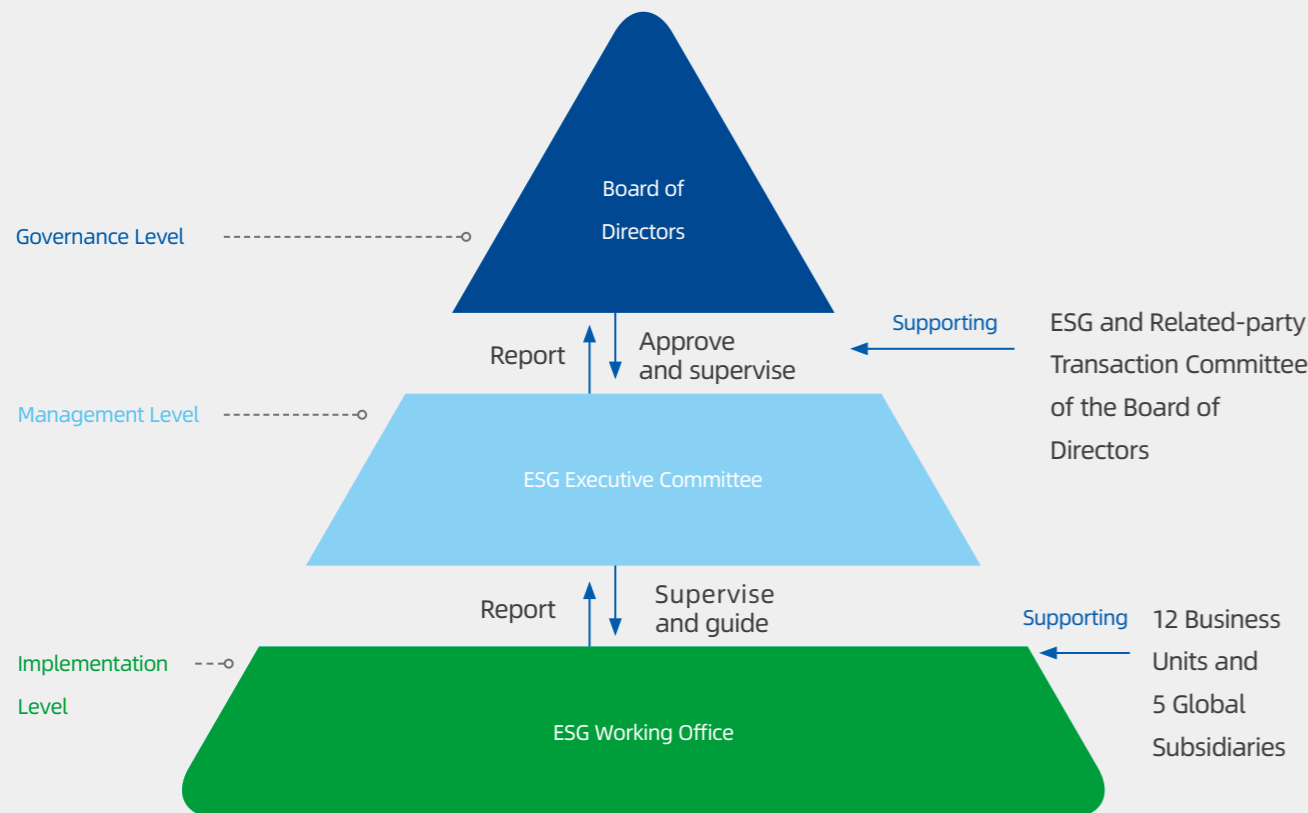 Board of
Directors
Governance Level
Supporting
ESG and Related-party
Transaction Committee
of the Board of
Directors
Report
Approve
and supervise
Management Level
ESG Executive Committee
Report
Supervise
and guide
Supporting
12 Business
Units and
5 Global
Subsidiaries
Implementation
Level
ESG Working Office